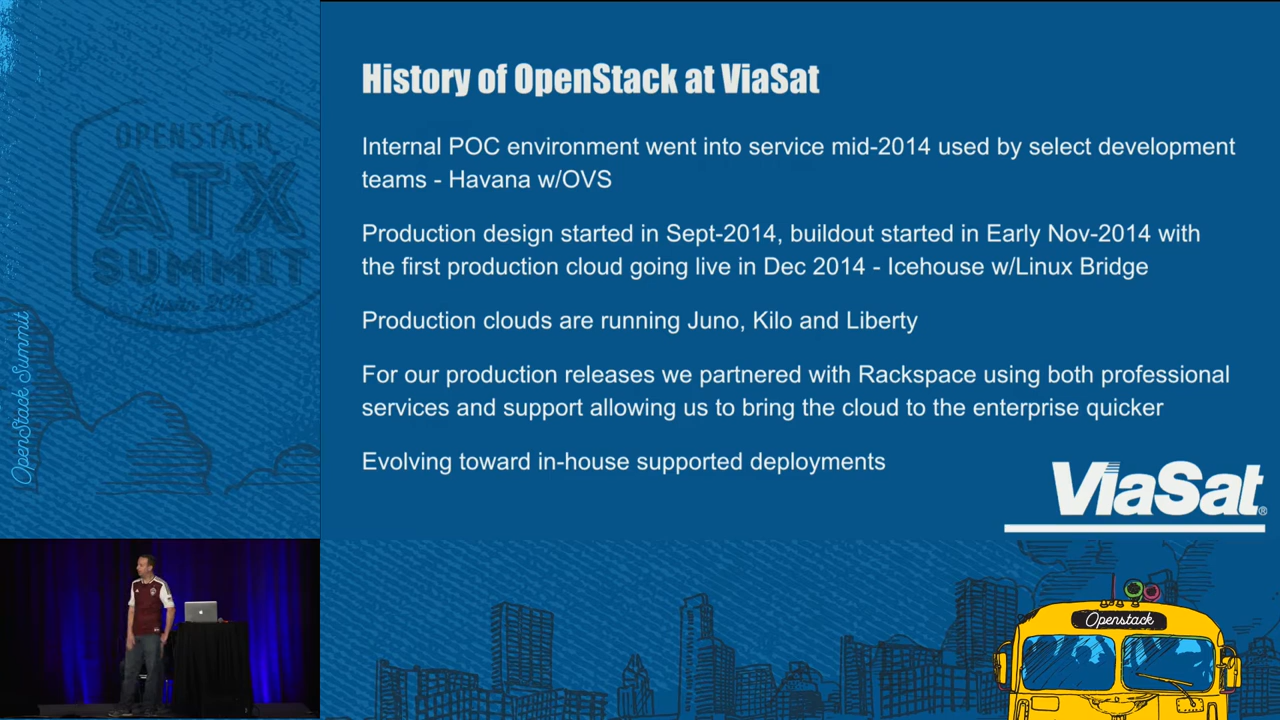 OPENSTACK
ATX
SUMMIT
Austin 2016
OpenStack Summit
History of OpenStack at ViaSat
Internal POC environment went into service mid-2014 used by select development
teams - Havana w/OVS
Production design started in Sept-2014, buildout started in Early Nov-2014 with
the first production cloud going live in Dec 2014 - Icehouse w/Linux Bridge
Production clouds are running Juno, Kilo and Liberty
For our production releases we partnered with Rackspace using both professional
services and support allowing us to bring the cloud to the enterprise quicker
Evolving toward in-house supported deployments
ViaSat®
Openstack